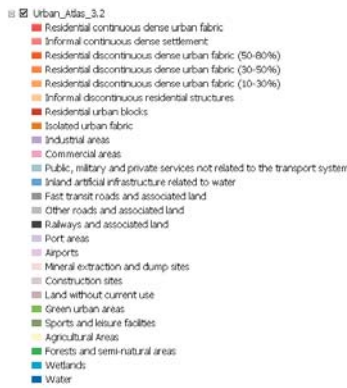 Urban_Atlas_3.2
Residential continuous dense urban fabric
Informal continuous dense settlement
Residential discontinuous dense urban fabric (50-80%)
Residential discontinuous dense urban fabric (30-50%)
Residential discontinuous dense urban fabric (10-30%)
Informal discontinuous residential structures
Residential urban blocks
Isolated urban fabric
Industrial areas
Commercial areas
Public, military and private services not related to the transport system
Inland artificial infrastructure related to water
Fast transit roads and associated land
Other roads and associated land
Railways and associated land
Port areas
Airports
Mineral extraction and dump sites
Construction sites
Land without current use
Green urban areas
Sports and leisure facilities
Agricultural Areas
Forests and semi-natural areas
Wetlands
Water